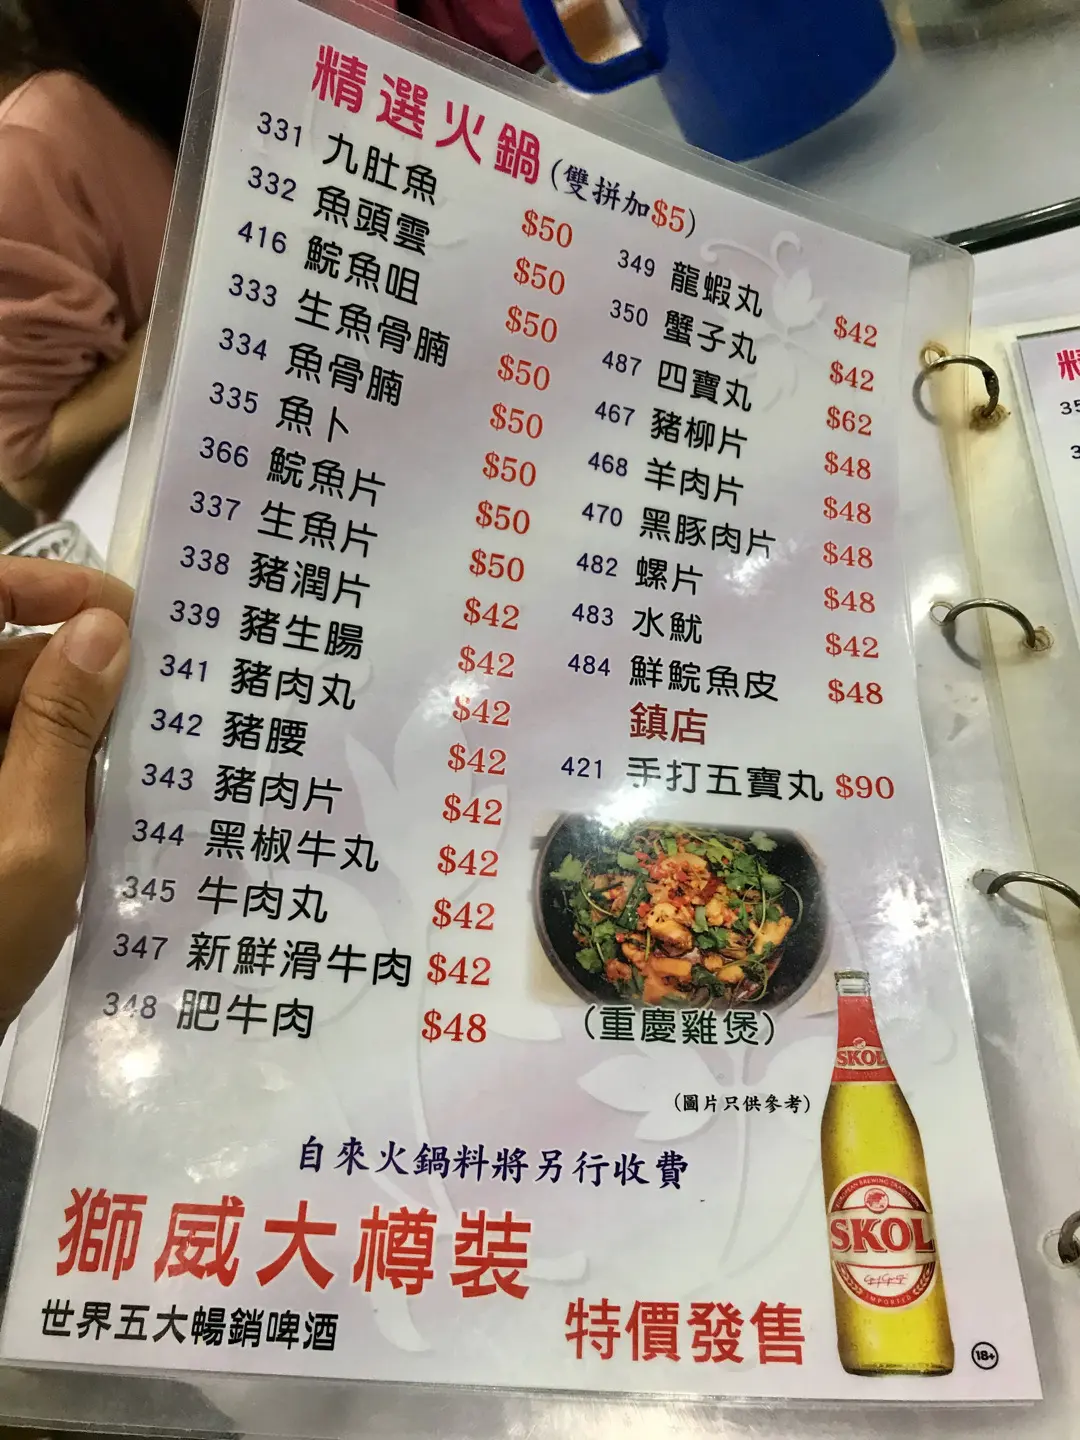 精選火鍋 (雙拼加$5)
331 九肚魚 $50
332 魚頭雲 $50
416 鯇魚咀 $50
333 生魚骨腩 $50
334 魚骨腩 $50
335 魚卜 $50
366 鯇魚片 $50
337 生魚片 $50
338 豬潤片 $42
339 豬生腸 $42
341 豬肉丸 $42
342 豬腰 $42
343 豬肉片 $42
344 黑椒牛丸 $42
345 牛肉丸 $42
347 新鮮滑牛肉 $42
348 肥牛肉 $48
349 龍蝦丸 $42
350 蟹子丸 $42
487 四寶丸 $62
467 豬柳片 $48
468 羊肉片 $48
470 黑豚肉片 $48
482 螺片 $48
483 水魷 $42
484 鮮鯇魚皮 $48
鎮店
421 手打五寶丸 $90
(重慶雞煲)
(圖片只供參考)
自來火鍋料將另行收費
獅威大樽裝
世界五大暢銷啤酒
特價發售
SKOL
EUROPEAN BREWING TRADITION
SKOL
IMPORTED
18+
精
35
3